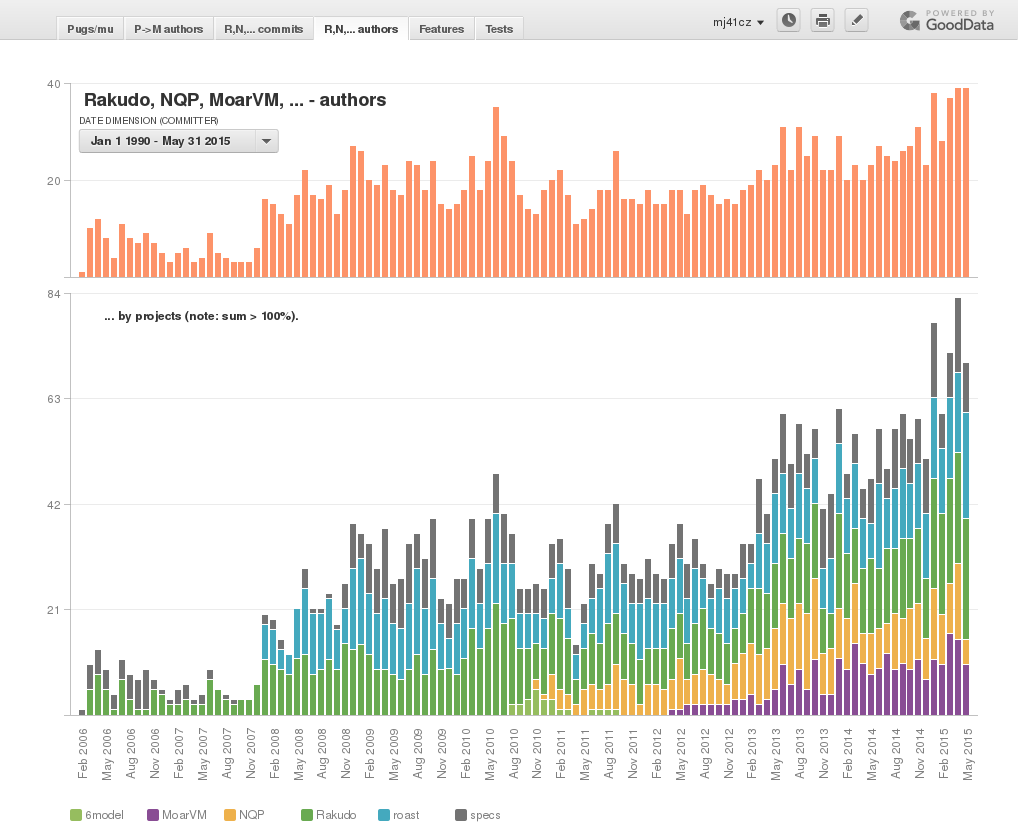 Pugs/mu P->M authors R,N,... commits R,N,... authors Features Tests mj41cz POWERED BY
GoodData
40
Rakudo, NQP, MoarVM, ... - authors
DATE DIMENSION (COMMITTER)
Jan 1 1990 - May 31 2015
20
84
... by projects (note: sum > 100%).
63
42
21
Feb 2006 May 2006 Aug 2006 Nov 2006 Feb 2007 May 2007 Aug 2007 Nov 2007 Feb 2008 May 2008 Aug 2008 Nov 2008 Feb 2009 May 2009 Aug 2009 Nov 2009 Feb 2010 May 2010 Aug 2010 Nov 2010 Feb 2011 May 2011 Aug 2011 Nov 2011 Feb 2012 May 2012 Aug 2012 Nov 2012 Feb 2013 May 2013 Aug 2013 Nov 2013 Feb 2014 May 2014 Aug 2014 Nov 2014 Feb 2015 May 2015
6model MoarVM NQP Rakudo roast specs